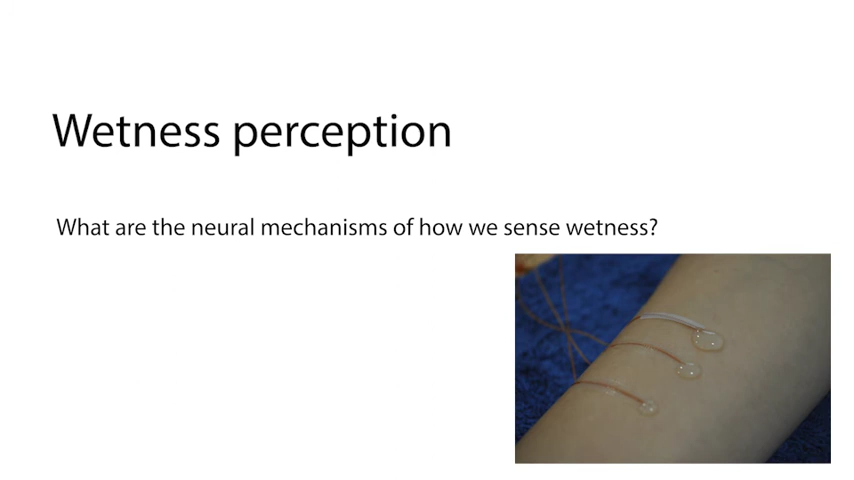 Wetness perception
What are the neural mechanisms of how we sense wetness?